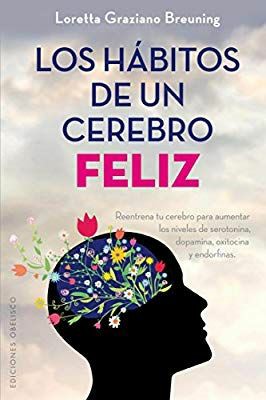 Loretta Graziano Breuning
LOS HÁBITOS
DE UN
CEREBRO
FELIZ
Reentrena tu cerebro para aumentar
los niveles de serotonina,
dopamina, oxitocina
y endorfinas.
EDICIONES OBELISCO